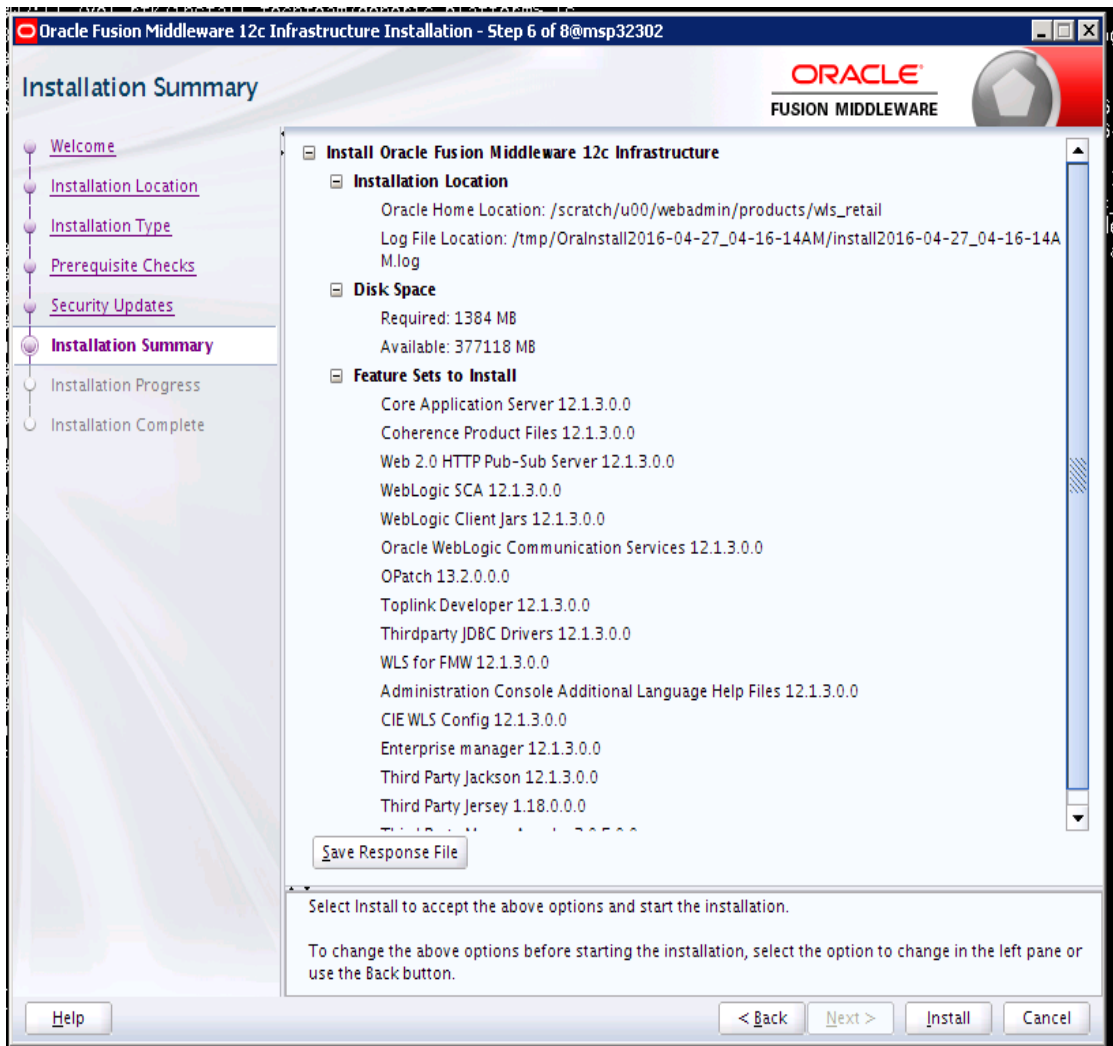 Oracle Fusion Middleware 12c Infrastructure Installation - Step 6 of 8@msp32302
Installation Summary
ORACLE
FUSION MIDDLEWARE
Welcome
Installation Location
Installation Type
Prerequisite Checks
Security Updates
Installation Summary
Installation Progress
Installation Complete
Install Oracle Fusion Middleware 12c Infrastructure
Installation Location
Oracle Home Location: /scratch/u00/webadmin/products/wls_retail
Log File Location: /tmp/OraInstall2016-04-27_04-16-14AM/install2016-04-27_04-16-14A
M.log
Disk Space
Required: 1384 MB
Available: 377118 MB
Feature Sets to Install
Core Application Server 12.1.3.0.0
Coherence Product Files 12.1.3.0.0
Web 2.0 HTTP Pub-Sub Server 12.1.3.0.0
WebLogic SCA 12.1.3.0.0
WebLogic Client Jars 12.1.3.0.0
Oracle WebLogic Communication Services 12.1.3.0.0
OPatch 13.2.0.0.0
Toplink Developer 12.1.3.0.0
Thirdparty JDBC Drivers 12.1.3.0.0
WLS for FMW 12.1.3.0.0
Administration Console Additional Language Help Files 12.1.3.0.0
CIE WLS Config 12.1.3.0.0
Enterprise manager 12.1.3.0.0
Third Party Jackson 12.1.3.0.0
Third Party Jersey 1.18.0.0.0
Save Response File
Select Install to accept the above options and start the installation.
To change the above options before starting the installation, select the option to change in the left pane or
use the Back button.
Help
< Back
Next >
Install
Cancel